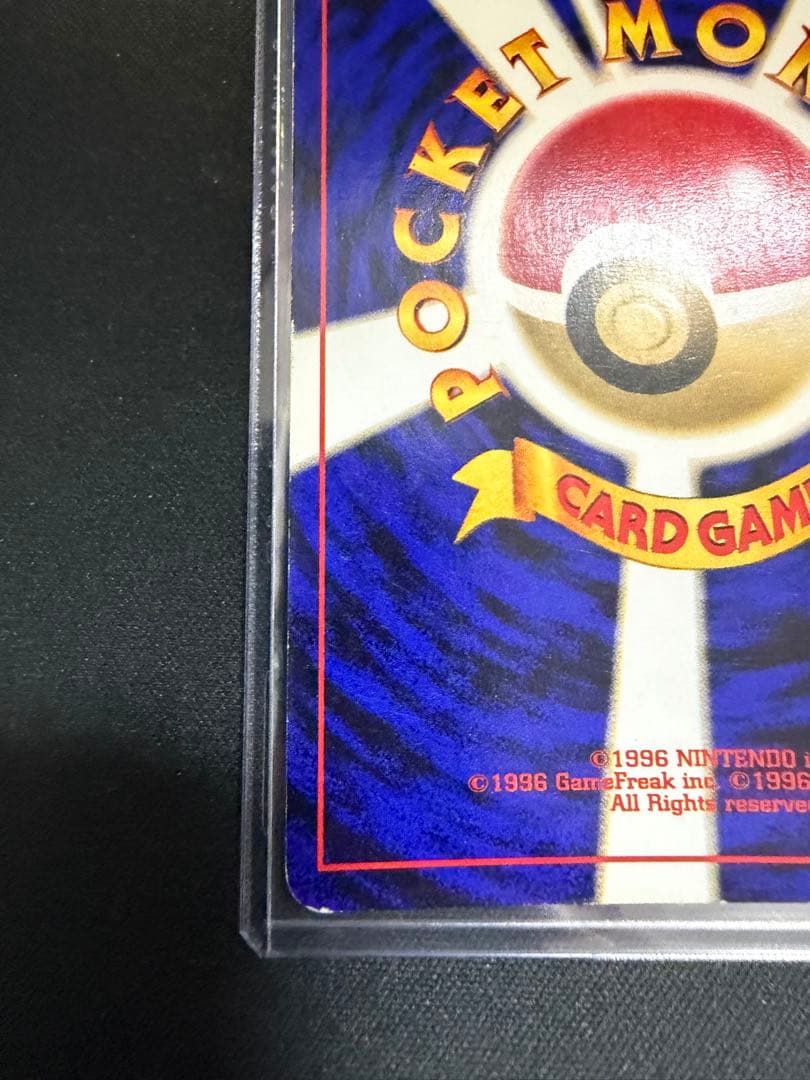 POCKET MON
CARD GAM
©1996 NINTENDO
©1996 GameFreak inc. ©1996
All Rights reserve